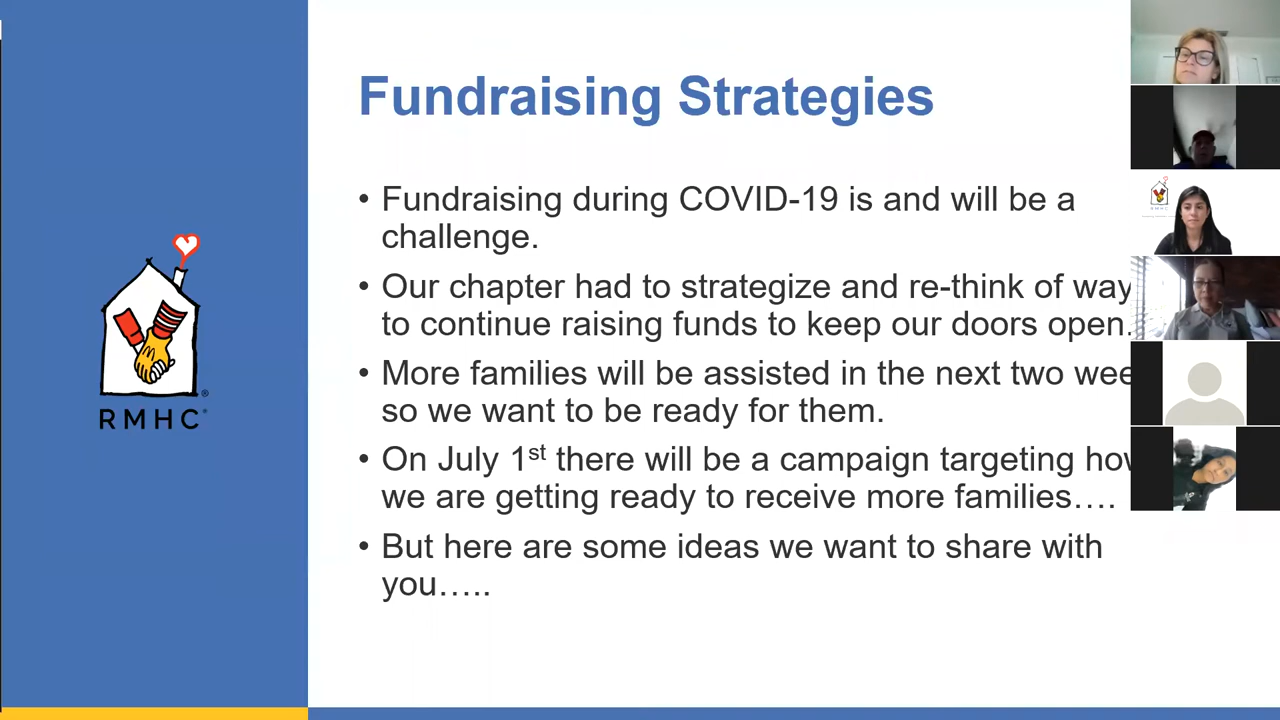 Fundraising Strategies
• Fundraising during COVID-19 is and will be a
challenge.
• Our chapter had to strategize and re-think of way
to continue raising funds to keep our doors open.
• More families will be assisted in the next two
so we want to be ready for them.
• On July 1st there will be a campaign targeting
we are getting ready to receive more families….
• But here are some ideas we want to share with
you…..
RMHC®
RMHC